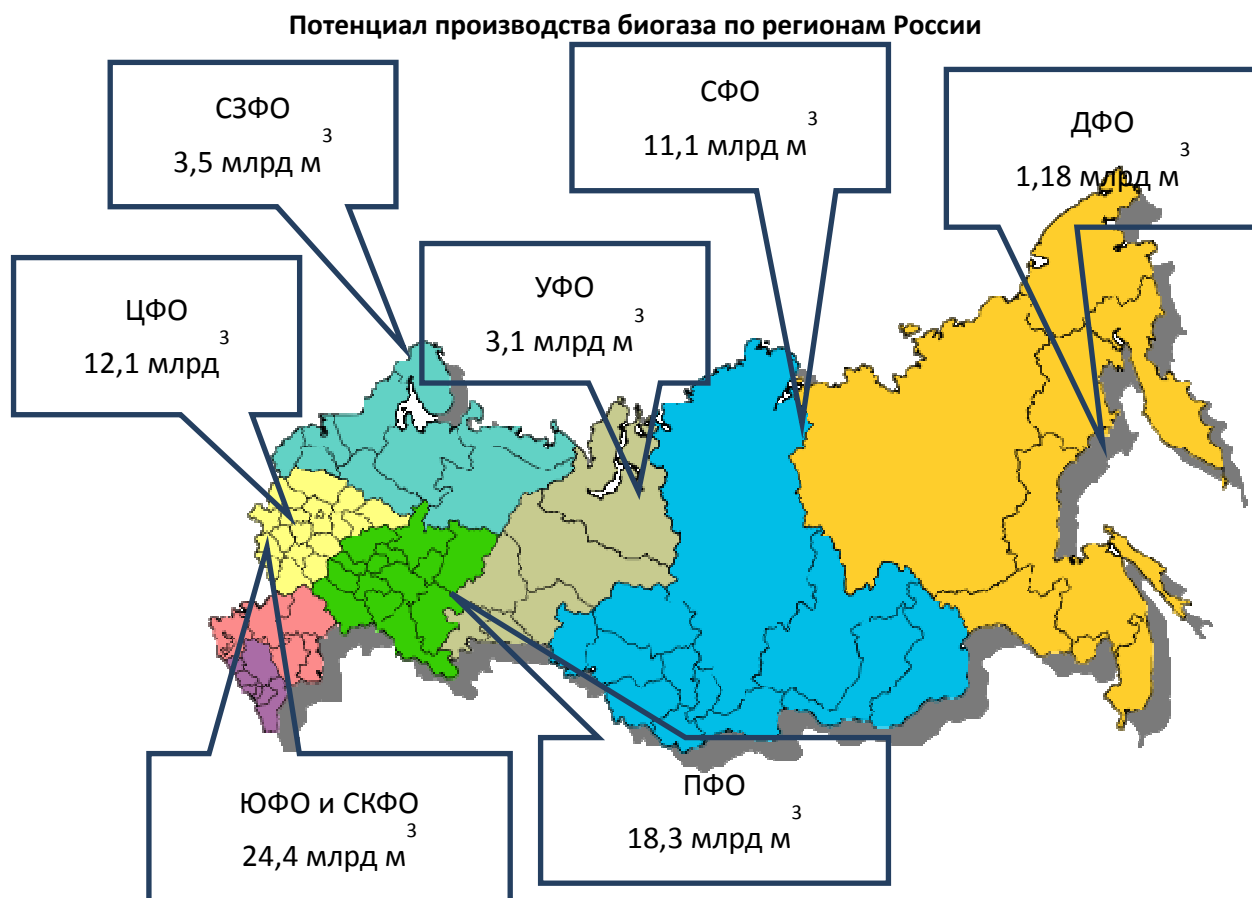 Потенциал производства биогаза по регионам России
СЗФО
3,5 млрд м³
СФО
11,1 млрд м³
ДФО
1,18 млрд м³
ЦФО
12,1 млрд³
УФО
3,1 млрд м³
ЮФО и СКФО
24,4 млрд м³
ПФО
18,3 млрд м³